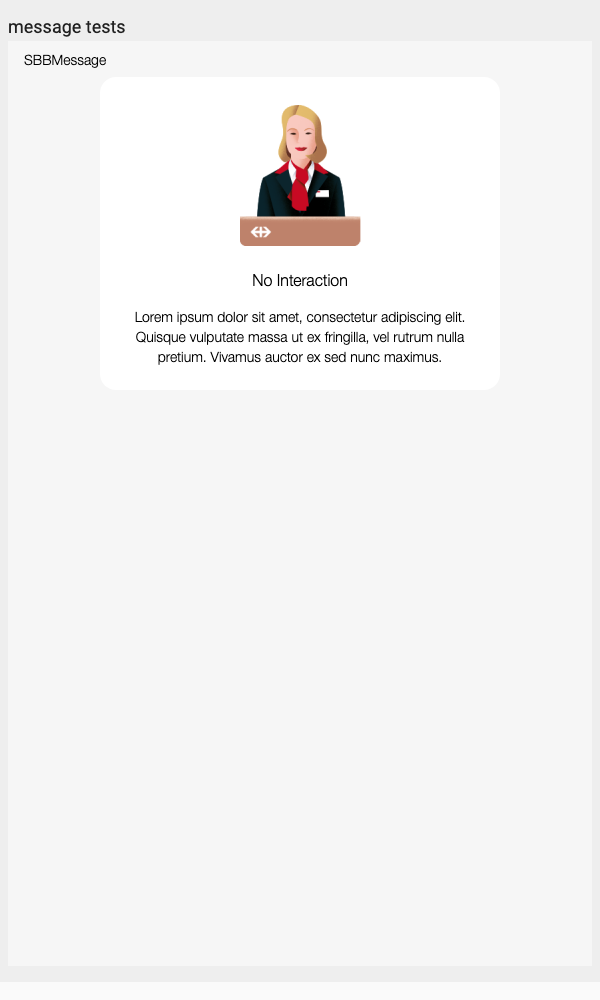 message tests
SBBMessage
No Interaction
Lorem ipsum dolor sit amet, consectetur adipiscing elit.
Quisque vulputate massa ut ex fringilla, vel rutrum nulla
pretium. Vivamus auctor ex sed nunc maximus.